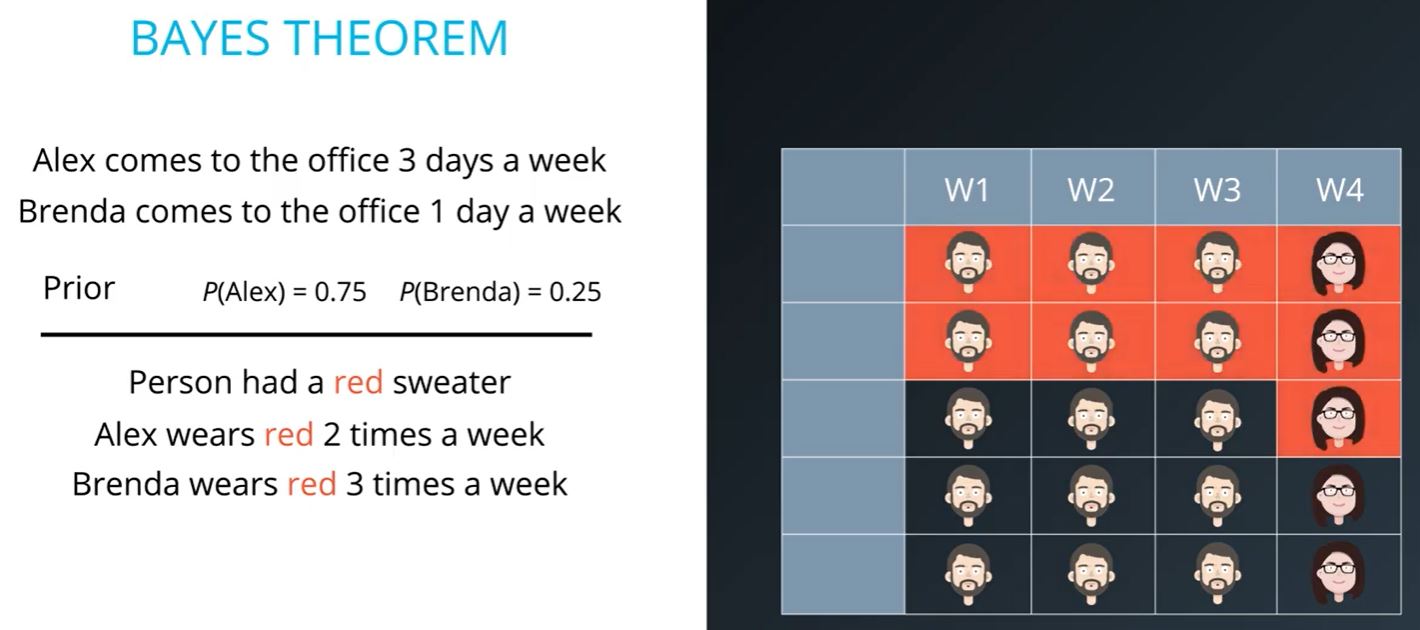 BAYES THEOREM
Alex comes to the office 3 days a week
Brenda comes to the office 1 day a week
Prior P(Alex) = 0.75 P(Brenda) = 0.25
Person had a red sweater
Alex wears red 2 times a week
Brenda wears red 3 times a week
W1 W2 W3 W4